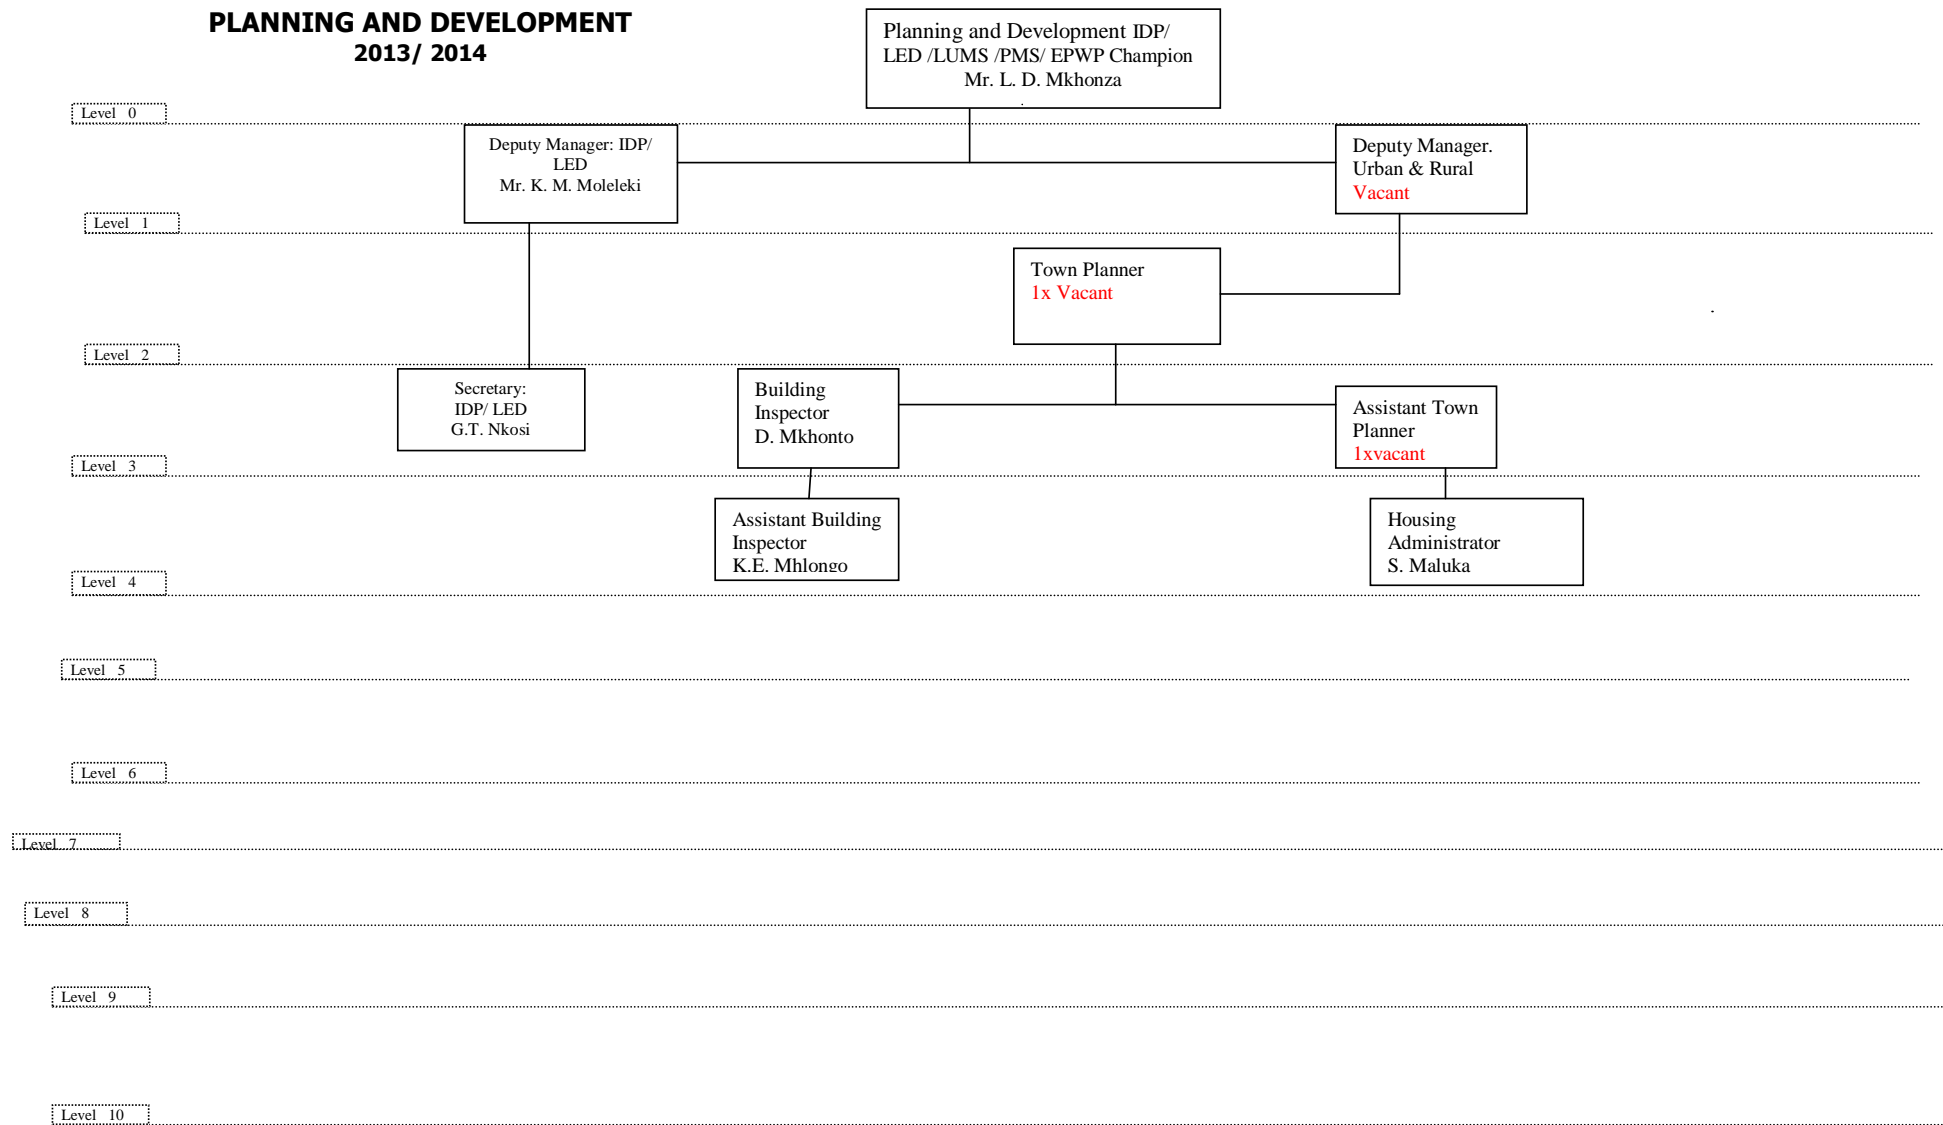 PLANNING AND DEVELOPMENT
2013/ 2014
Planning and Development IDP/
LED /LUMS /PMS/ EPWP Champion
Mr. L. D. Mkhonza
.
Level 0
Deputy Manager: IDP/
LED
Mr. K. M. Moleleki
Deputy Manager.
Urban & Rural
Vacant
Level 1
Town Planner
1x Vacant
.
Level 2
Secretary:
IDP/ LED
G.T. Nkosi
Building
Inspector
D. Mkhonto
Assistant Town
Planner
1xvacant
Level 3
Assistant Building
Inspector
K.E. Mhlongo
Housing
Administrator
S. Maluka
Level 4
Level 5
Level 6
Level 7
Level 8
Level 9
Level 10